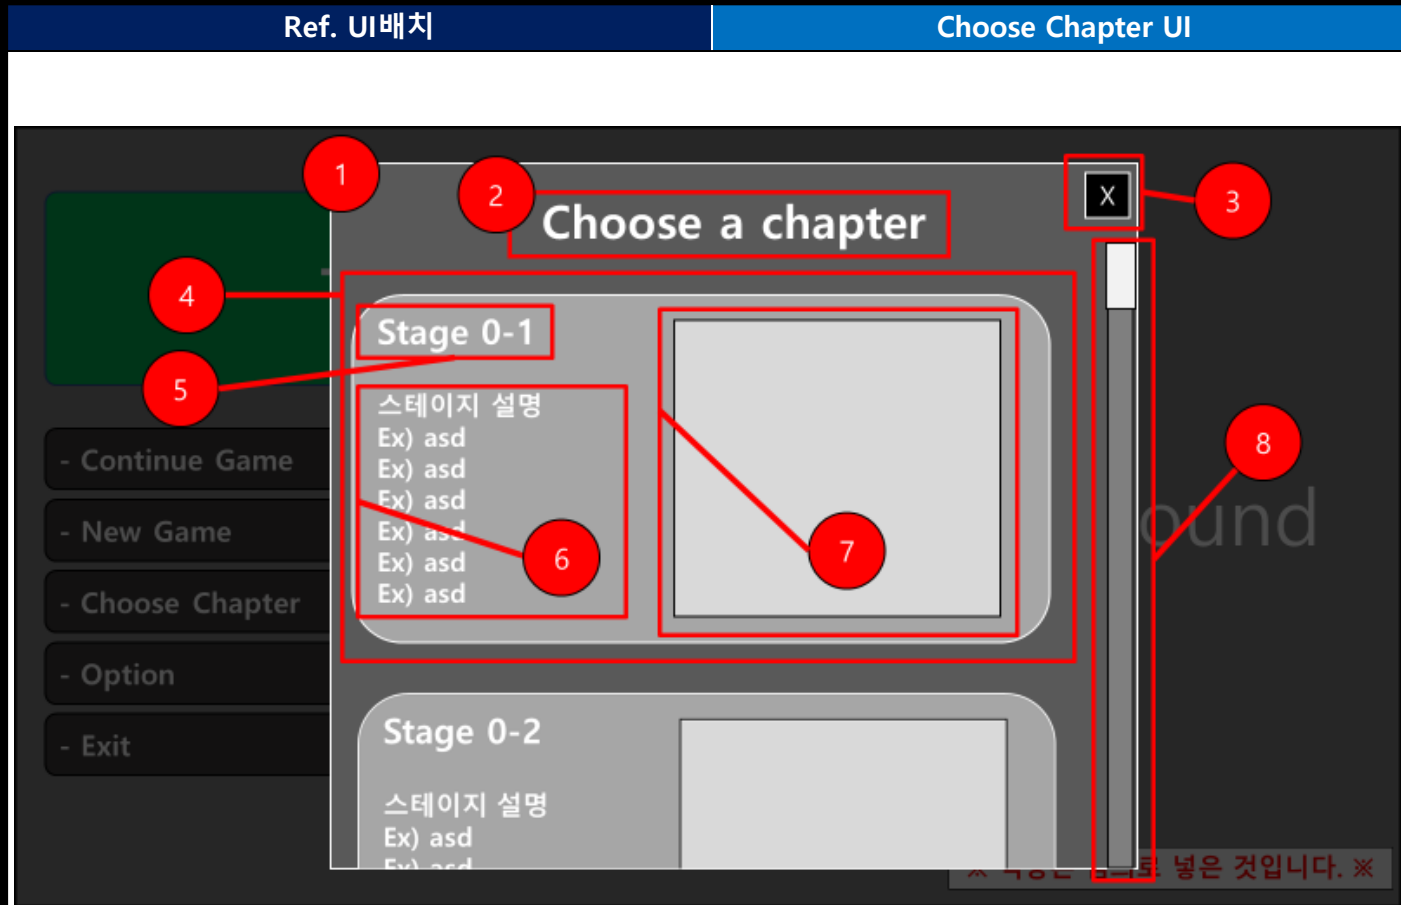 Ref. UI배치
Choose Chapter UI
1
2
Choose a chapter
X
3
4
Stage 0-1
5
스테이지 설명
Ex) asd
Ex) asd
Ex) asd
Ex) asd
Ex) asd
Ex) asd
6
7
8
- Continue Game
- New Game
- Choose Chapter
- Option
- Exit
ound
Stage 0-2
스테이지 설명
Ex) asd
Ex) asd
※ 넣은 것입니다. ※